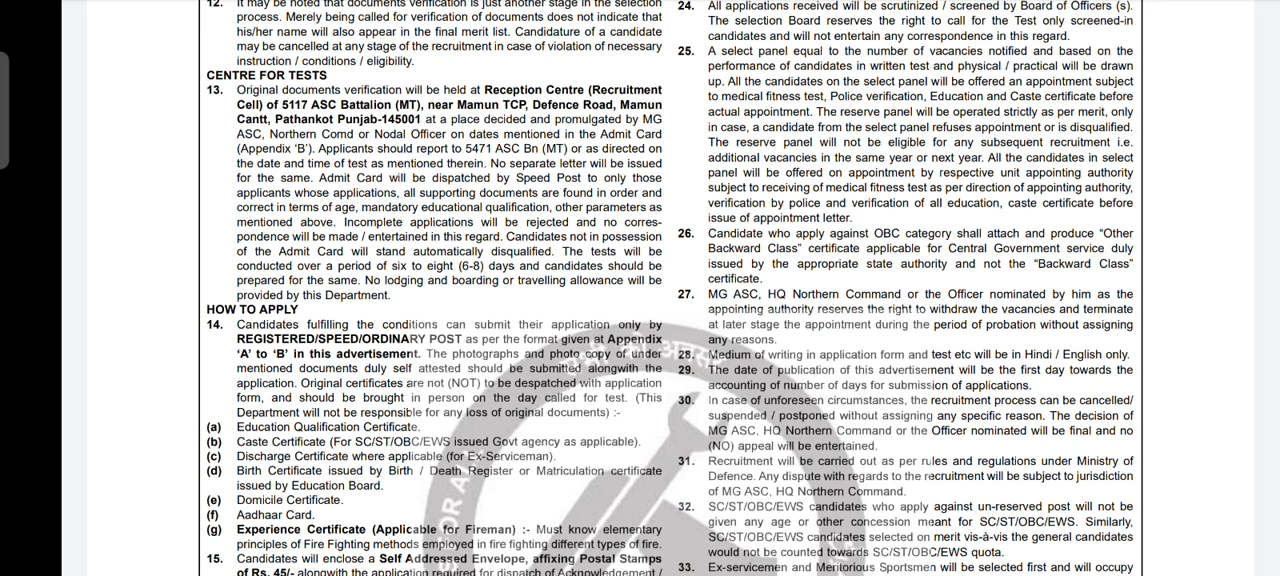 12. It may be noted that documents verification is just another stage in the selection
process. Merely being called for verification of documents does not indicate that
his/her name will also appear in the final merit list. Candidature of a candidate
may be cancelled at any stage of the recruitment in case of violation of necessary
instruction / conditions / eligibility.
CENTRE FOR TESTS
13. Original documents verification will be held at Reception Centre (Recruitment
Cell) of 5117 ASC Battalion (MT), near Mamun TCP, Defence Road, Mamun
Cantt, Pathankot Punjab-145001 at a place decided and promulgated by MG
ASC, Northern Comd or Nodal Officer on dates mentioned in the Admit Card
(Appendix ‘B’). Applicants should report to 5471 ASC Bn (MT) or as directed on
the date and time of test as mentioned therein. No separate letter will be issued
for the same. Admit Card will be dispatched by Speed Post to only those
applicants whose applications, all supporting documents are found in order and
correct in terms of age, mandatory educational qualification, other parameters as
mentioned above. Incomplete applications will be rejected and no corres-
pondence will be made / entertained in this regard. Candidates not in possession
of the Admit Card will stand automatically disqualified. The tests will be
conducted over a period of six to eight (6-8) days and candidates should be
prepared for the same. No lodging and boarding or travelling allowance will be
provided by this Department.
HOW TO APPLY
14. Candidates fulfilling the conditions can submit their application only by
REGISTERED/SPEED/ORDINARY POST as per the format given at Appendix
‘A’ to ‘B’ in this advertisement. The photographs and photo copy of under
mentioned documents duly self attested should be submitted alongwith the
application. Original certificates are not (NOT) to be despatched with application
form, and should be brought in person on the day called for test. (This
Department will not be responsible for any loss of original documents) :-
(a) Education Qualification Certificate.
(b) Caste Certificate (For SC/ST/OBC/EWS issued Govt agency as applicable).
(c) Discharge Certificate where applicable (for Ex-Serviceman).
(d) Birth Certificate issued by Birth / Death Register or Matriculation certificate
issued by Education Board.
(e) Domicile Certificate.
(f) Aadhaar Card.
(g) Experience Certificate (Applicable for Fireman) :- Must know elementary
principles of Fire Fighting methods employed in fire fighting different types of fire.
15. Candidates will enclose a Self Addressed Envelope, affixing Postal Stamps
of Rs. 45/- alongwith the application required for dispatch of Acknowledgement /
24. All applications received will be scrutinized / screened by Board of Officers (s).
The selection Board reserves the right to call for the Test only screened-in
candidates and will not entertain any correspondence in this regard.
25. A select panel equal to the number of vacancies notified and based on the
performance of candidates in written test and physical / practical will be drawn
up. All the candidates on the select panel will be offered an appointment subject
to medical fitness test, Police verification, Education and Caste certificate before
actual appointment. The reserve panel will be operated strictly as per merit, only
in case, a candidate from the select panel refuses appointment or is disqualified.
The reserve panel will not be eligible for any subsequent recruitment i.e.
additional vacancies in the same year or next year. All the candidates in select
panel will be offered on appointment by respective unit appointing authority
subject to receiving of medical fitness test as per direction of appointing authority,
verification by police and verification of all education, caste certificate before
issue of appointment letter.
26. Candidate who apply against OBC category shall attach and produce “Other
Backward Class” certificate applicable for Central Government service duly
issued by the appropriate state authority and not the “Backward Class”
certificate.
27. MG ASC, HQ Northern Command or the Officer nominated by him as the
appointing authority reserves the right to withdraw the vacancies and terminate
at later stage the appointment during the period of probation without assigning
any reasons.
28. Medium of writing in application form and test etc will be in Hindi / English only.
29. The date of publication of this advertisement will be the first day towards the
accounting of number of days for submission of applications.
30. In case of unforeseen circumstances, the recruitment process can be cancelled/
suspended / postponed without assigning any specific reason. The decision of
MG ASC, HQ Northern Command or the Officer nominated will be final and no
(NO) appeal will be entertained.
31. Recruitment will be carried out as per rules and regulations under Ministry of
Defence. Any dispute with regards to the recruitment will be subject to jurisdiction
of MG ASC, HQ Northern Command.
32. SC/ST/OBC/EWS candidates who apply against un-reserved post will not be
given any age or other concession meant for SC/ST/OBC/EWS. Similarly,
SC/ST/OBC/EWS candidates selected on merit vis-à-vis the general candidates
would not be counted towards SC/ST/OBC/EWS quota.
33. Ex-servicemen and Meritorious Sportsmen will be selected first and will occupy